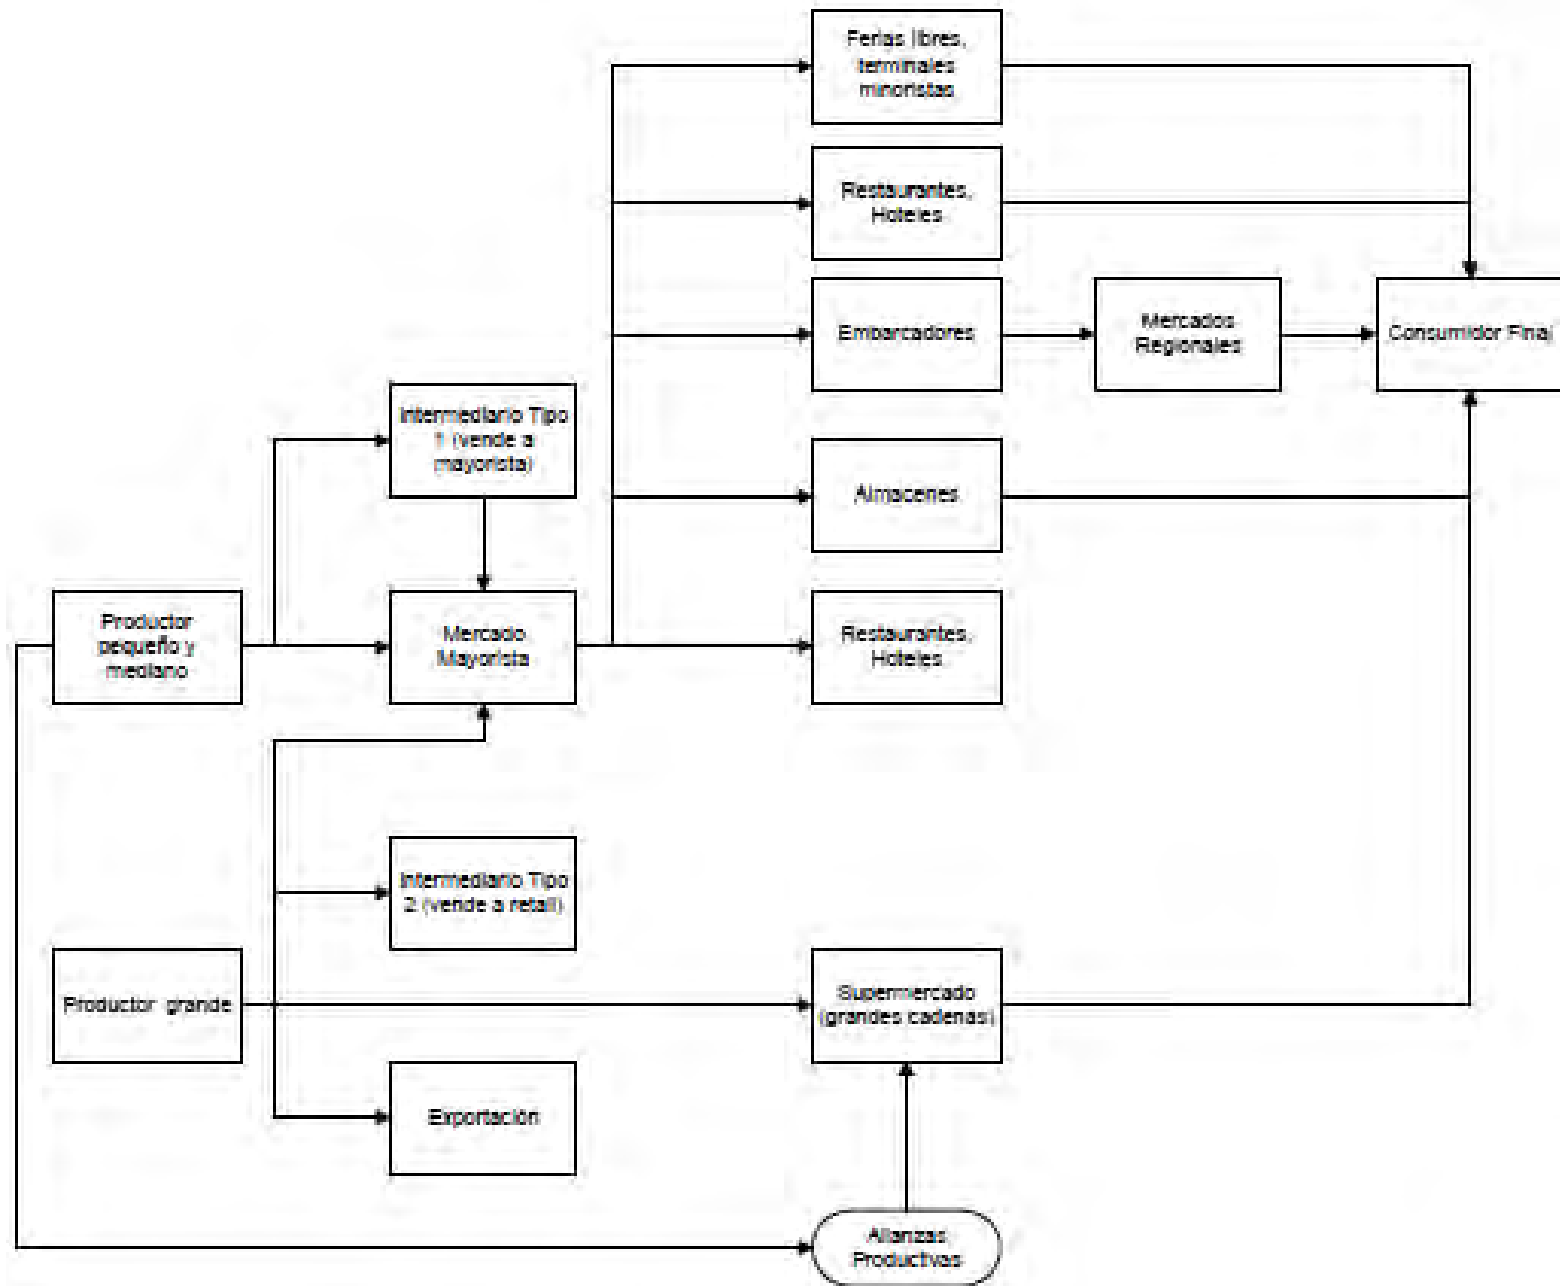 Ferias libres,
terminales
minoristas
Restaurantes,
Hoteles
Embarcadores
Mercados
Regionales
Consumidor Final
Intermediario Tipo
1 (vende a
mayorista)
Almacenes
Productor
pequeño y
mediano
Mercado
Mayorista
Restaurantes,
Hoteles
Intermediario Tipo
2 (vende a retail)
Productor grande
Supermercado
(grandes cadenas)
Exportación
Alianzas
Productivas